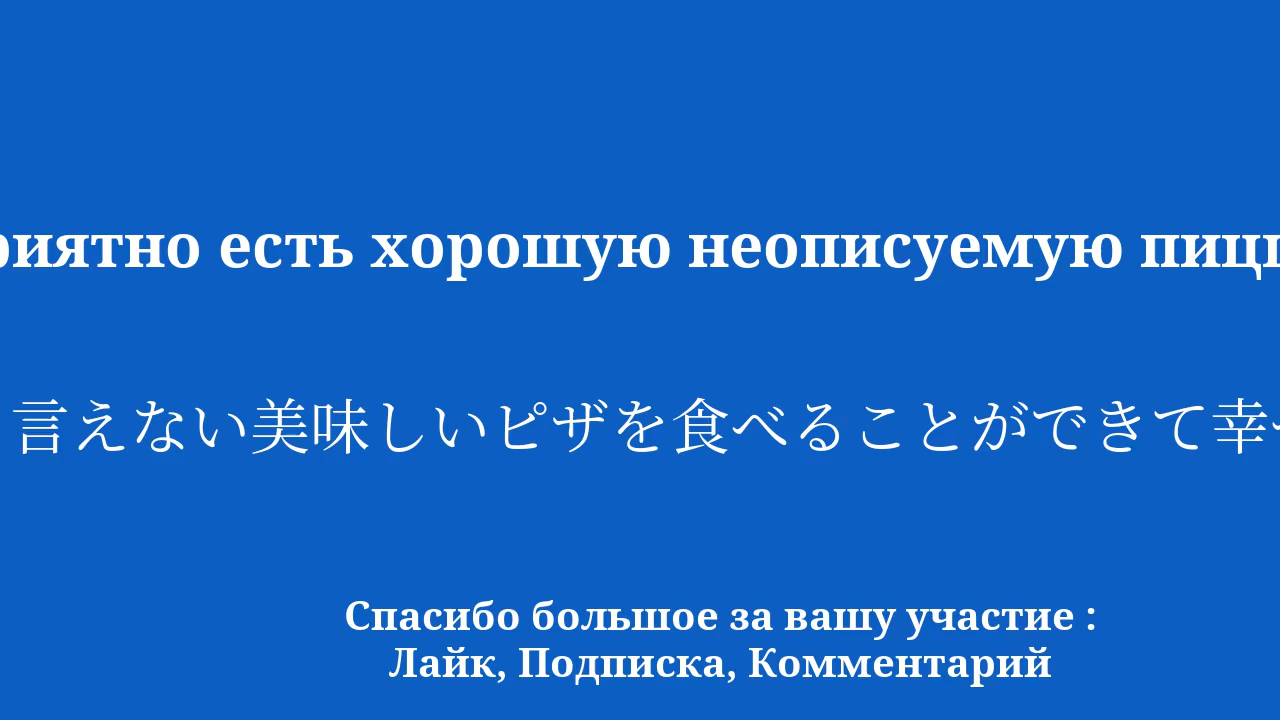 риятно есть хорошую неописуемую пиц
言えない美味しいピザを食べることができて幸
Спасибо большое за вашу участие :
Лайк, Подписка, Комментарий